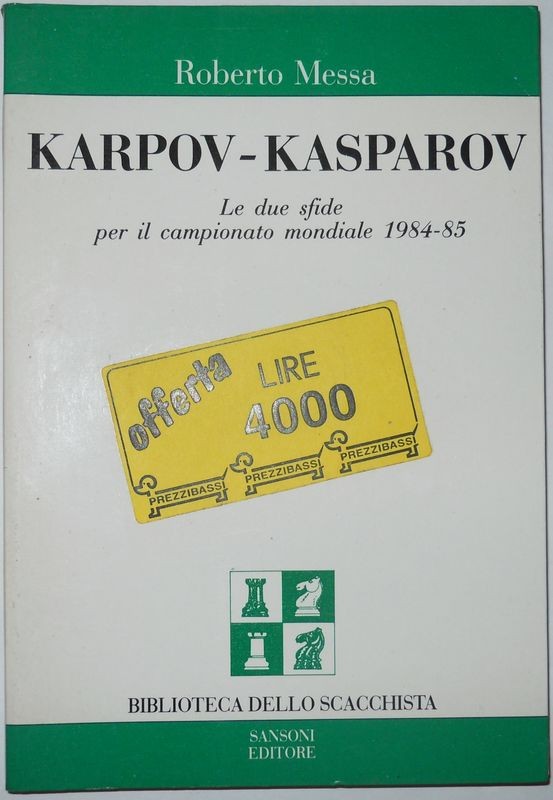 Roberto Messa
KARPOV-KASPAROV
Le due sfide
per il campionato mondiale 1984-85
offerta
LIRE
4000
PREZZIBASSI PREZZIBASSI PREZZIBASSI
BIBLIOTECA DELLO SCACCHISTA
SANSONI
EDITORE